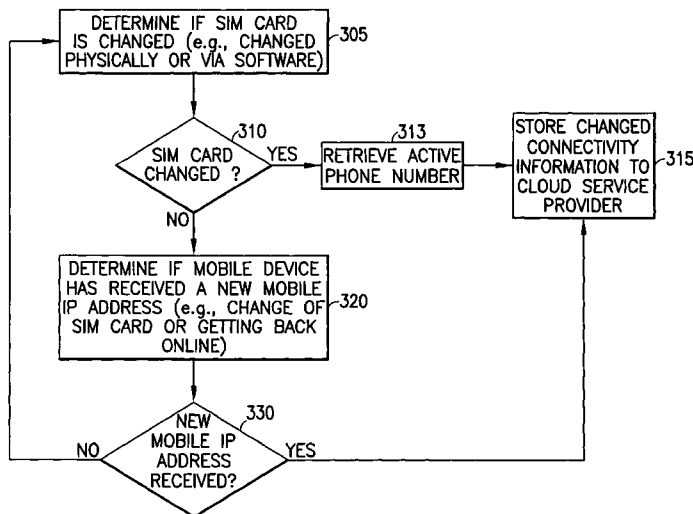 DETERMINE IF SIM CARD
IS CHANGED (e.g., CHANGED
PHYSICALLY OR VIA SOFTWARE)
305
310
SIM CARD
CHANGED ?
YES
NO
313
RETRIEVE ACTIVE
PHONE NUMBER
STORE CHANGED
CONNECTIVITY
INFORMATION TO
CLOUD SERVICE
PROVIDER
315
DETERMINE IF MOBILE DEVICE
HAS RECEIVED A NEW MOBILE
IP ADDRESS (e.g., CHANGE OF
SIM CARD OR GETTING BACK
ONLINE)
320
330
NEW
MOBILE IP
ADDRESS
RECEIVED?
NO
YES